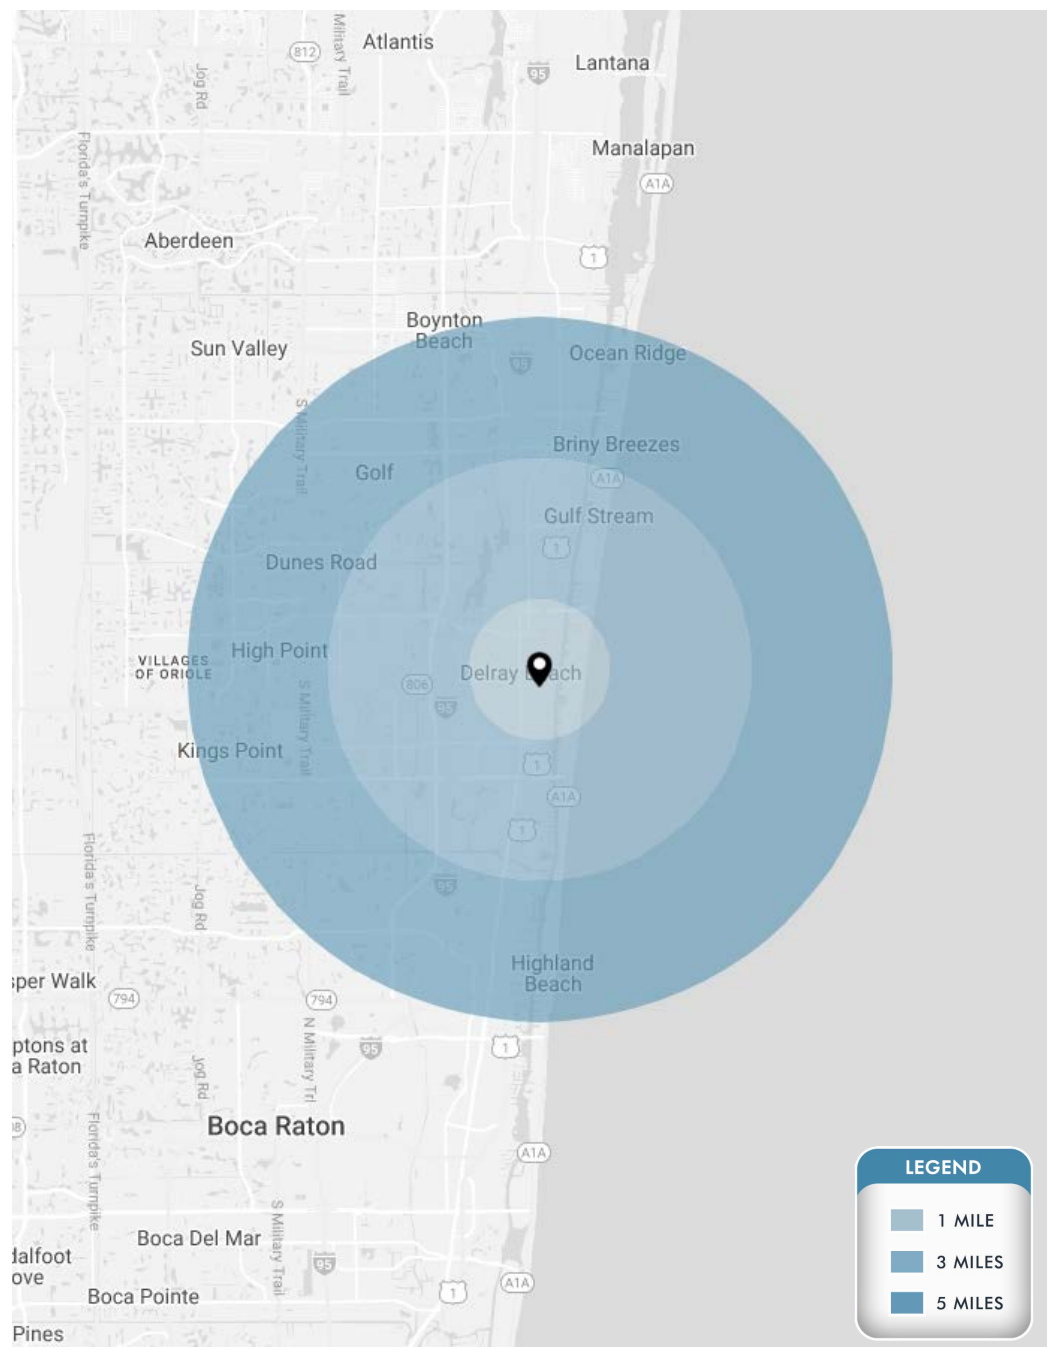 Atlantis
812
Military Trail
95
Lantana
Jog Rd
Manalapan
A1A
Florida's Turnpike
Aberdeen
1
Boynton
Beach
Sun Valley
Ocean Ridge
95
S Military Trail
Briny Breezes
Golf
A1A
Gulf Stream
1
Dunes Road
High Point
VILLAGES
OF ORIOLE
Delray
806
95
S Military Trail
Kings Point
1
A1A
1
Florida's Turnpike
95
Jog Rd
Highland
Beach
sper Walk
794
794
ptons at
a Raton
N Military Trl
95
1
Jog Rd
Boca Raton
Florida's Turnpike
A1A
LEGEND
1 MILE
3 MILES
5 MILES
S Military Trail
Boca Del Mar
dalfoot
ove
95
A1A
1
Boca Pointe
Pines